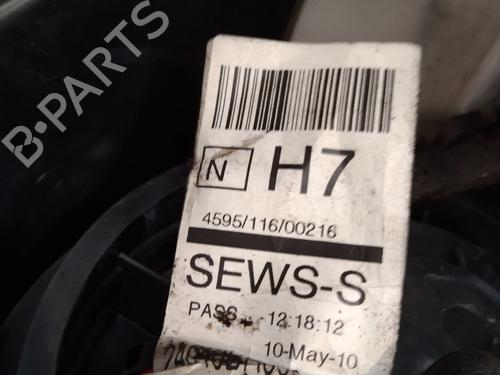 B-PARTS
N H7
4595/116/00216
SEWS-S
PASS 12:18:12
10-May-10